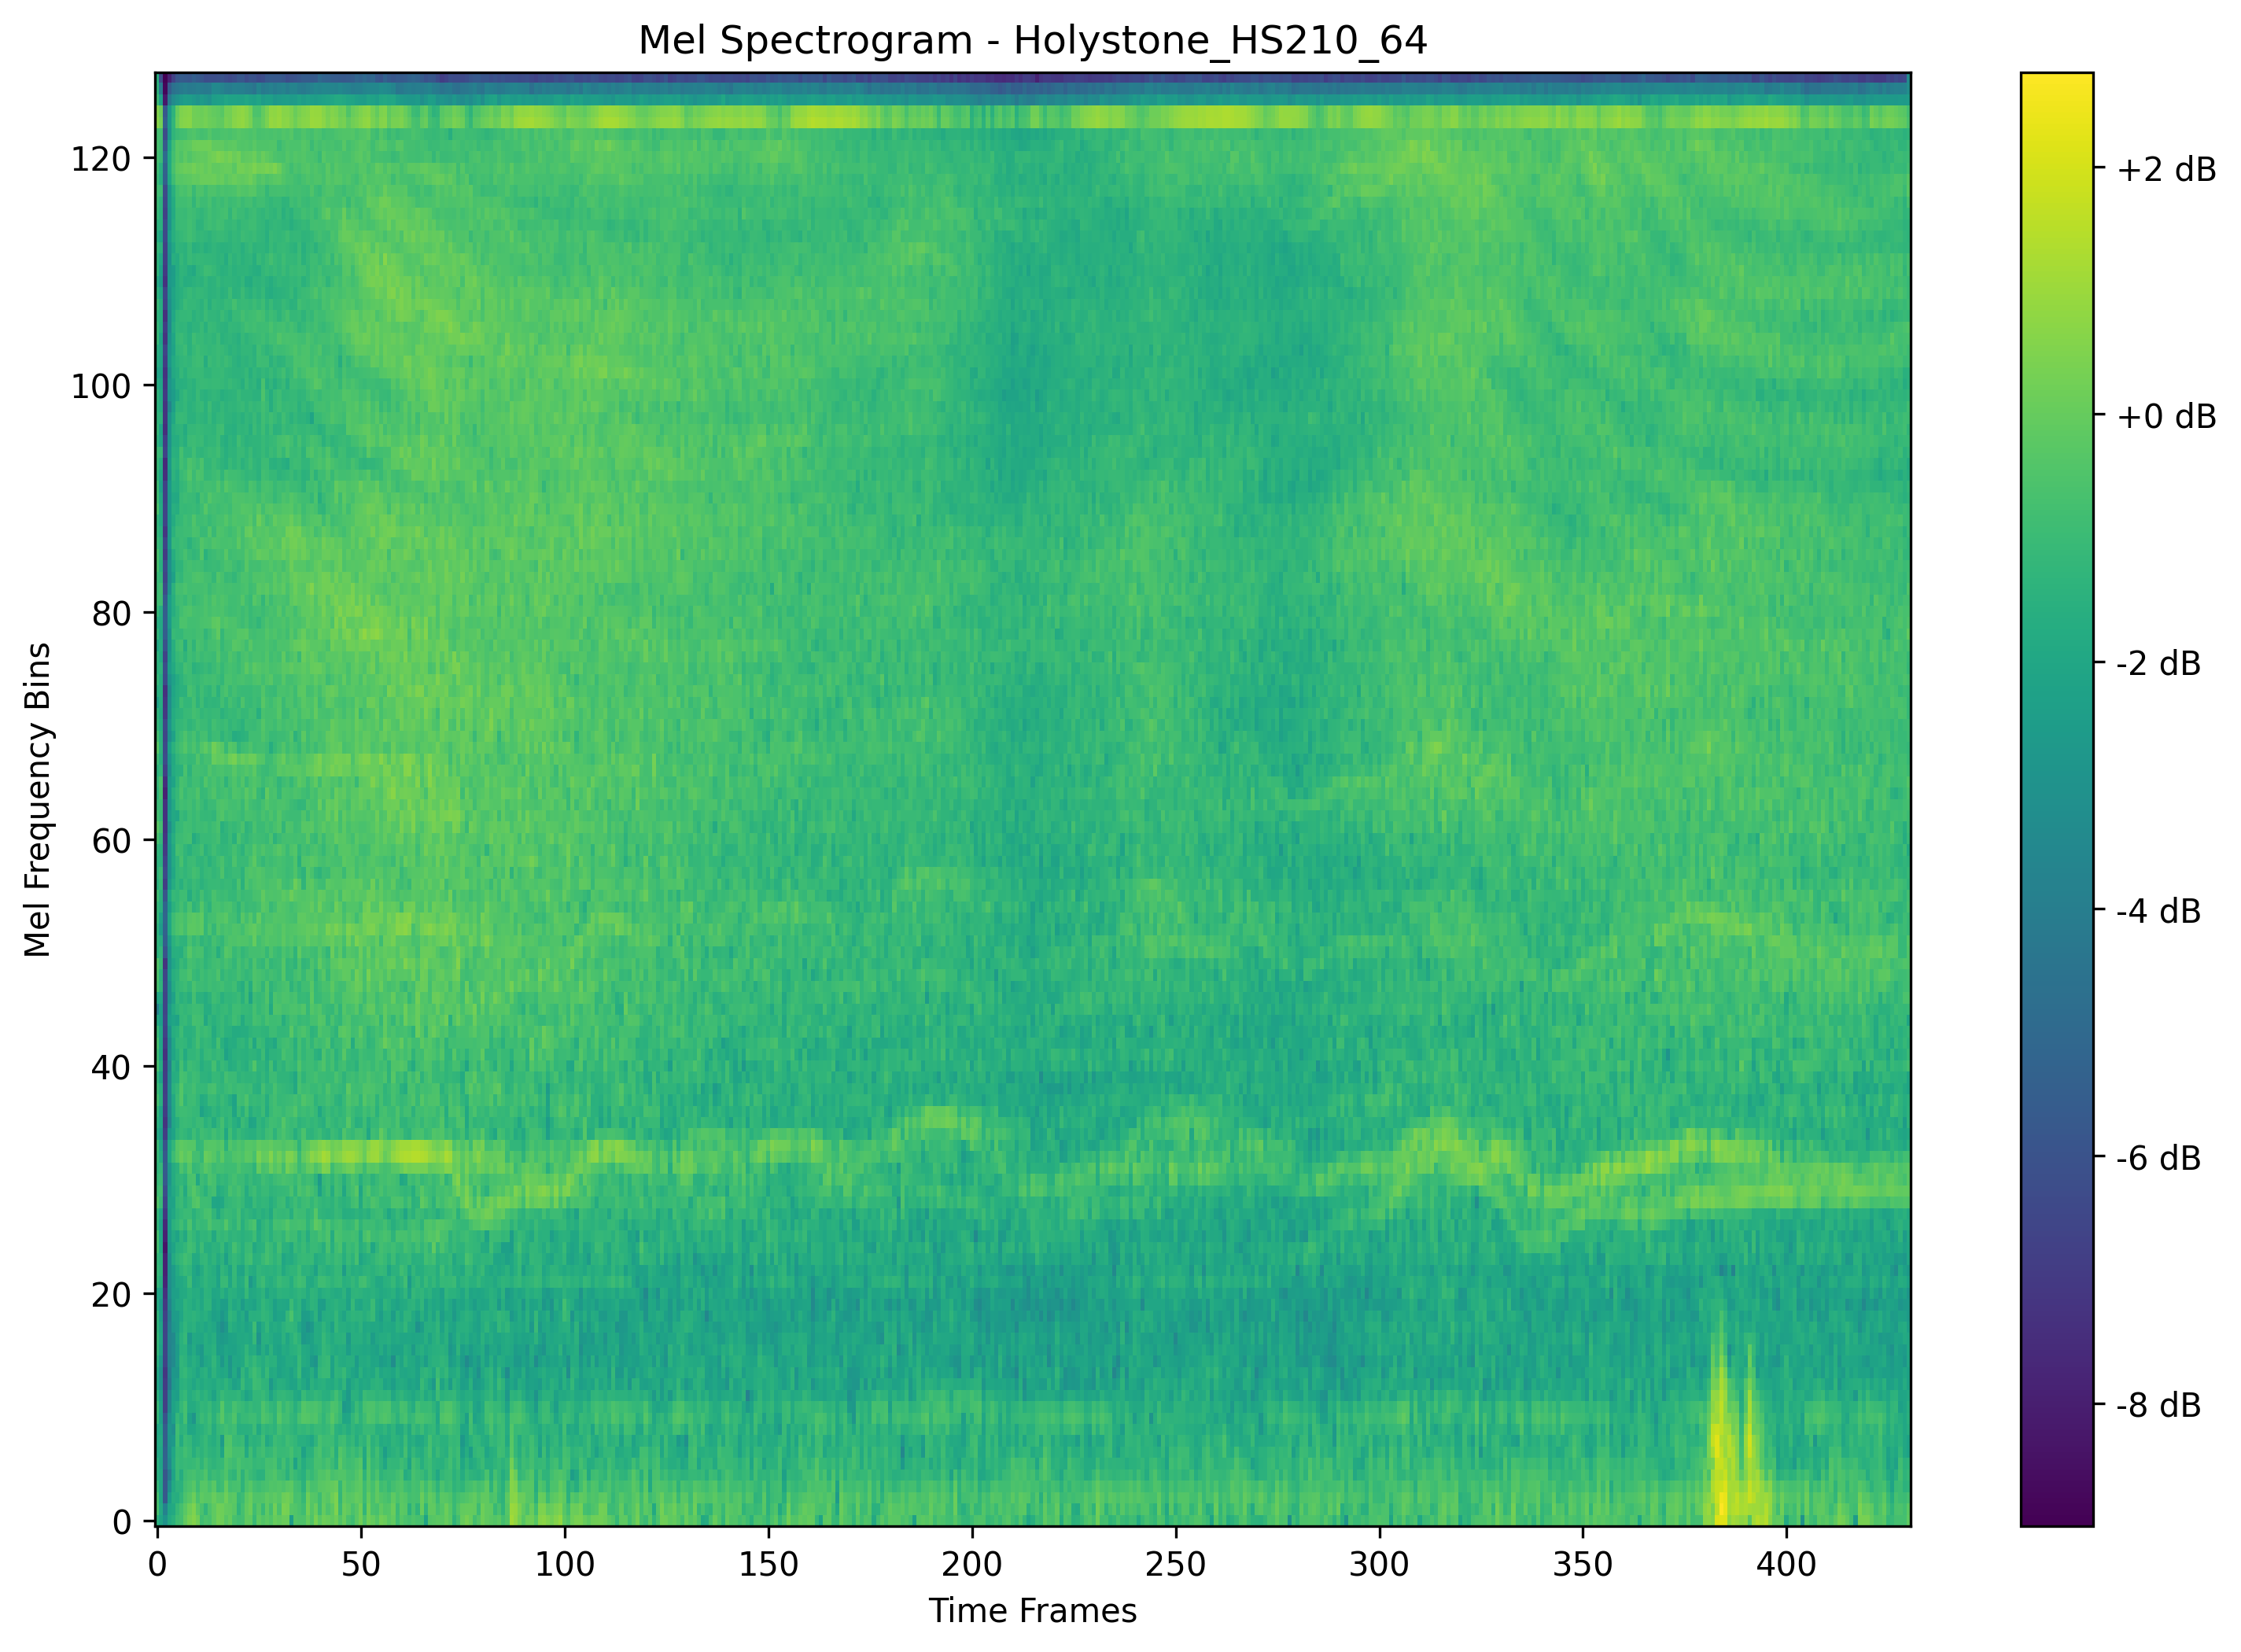 Mel Spectrogram - Holystone_HS210_64
120
100
80
60
40
20
0
Mel Frequency Bins
0 50 100 150 200 250 300 350 400
Time Frames
+2 dB
+0 dB
-2 dB
-4 dB
-6 dB
-8 dB